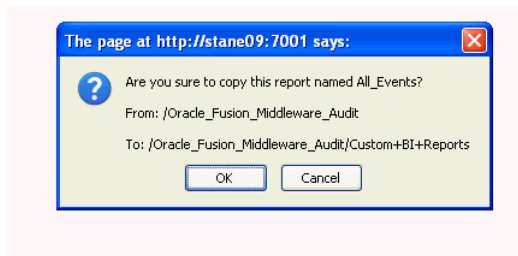 The page at http://stane09:7001 says:
Are you sure to copy this report named All_Events?
From: /Oracle_Fusion_Middleware_Audit
To: /Oracle_Fusion_Middleware_Audit/Custom+BI+Reports
OK Cancel